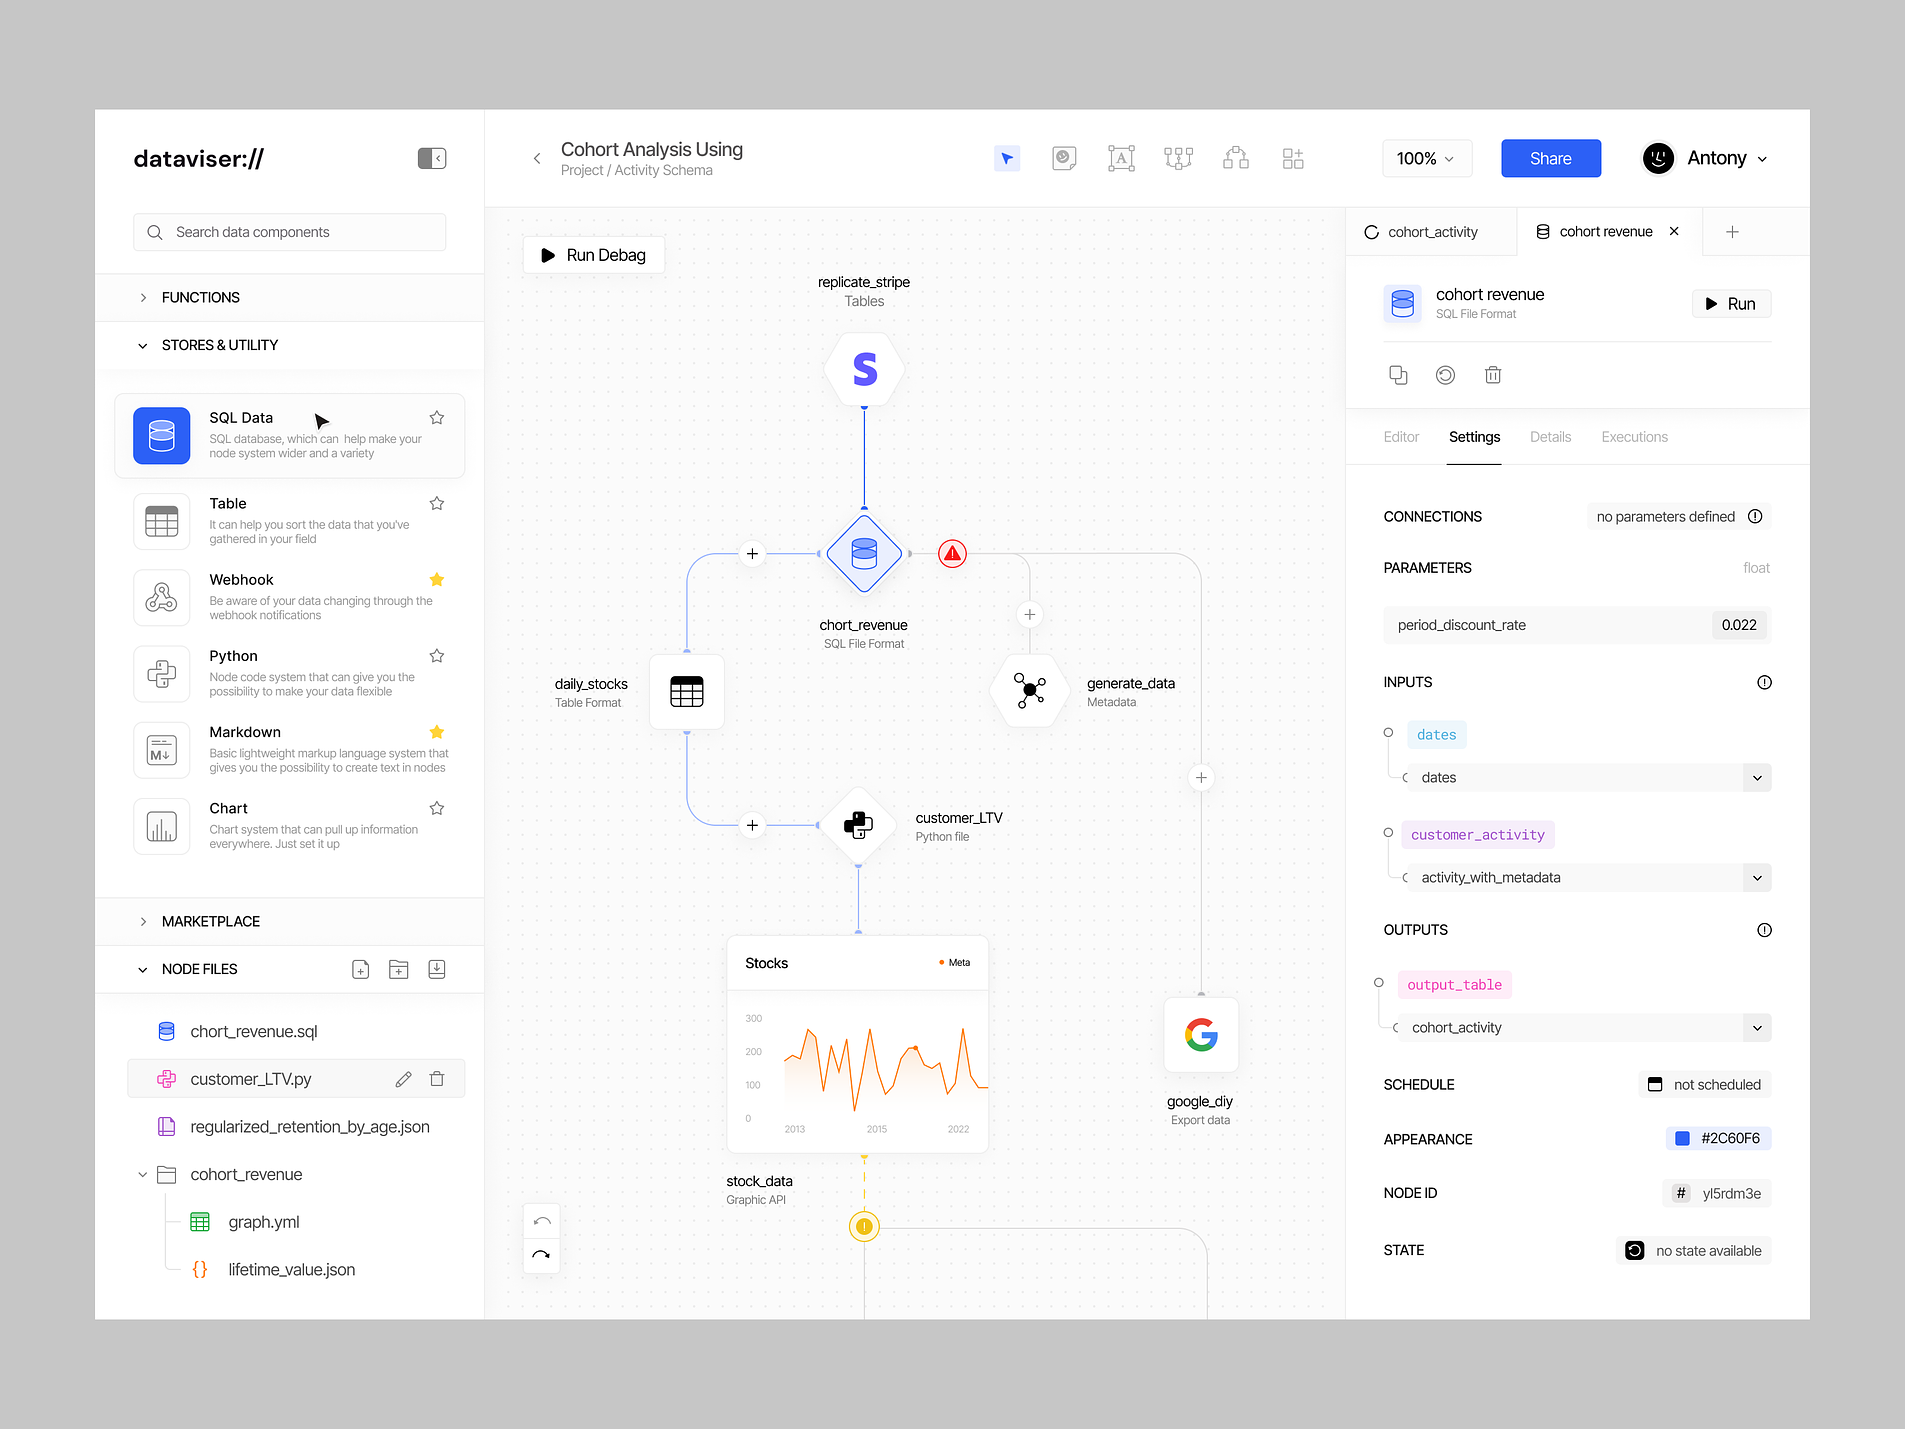 dataviser://
Search data components
FUNCTIONS
STORES & UTILITY
SQL Data
SQL database, which can help make your
node system wider and a variety
Table
It can help you sort the data that you've
gathered in your field
Webhook
Be aware of your data changing through the
webhook notifications
Python
Node code system that can give you the
possibility to make your data flexible
M↓
Markdown
Basic lightweight markup language system that
gives you the possibility to create text in nodes
Chart
Chart system that can pull up information
everywhere. Just set it up
MARKETPLACE
NODE FILES
chort_revenue.sql
customer_LTV.py
regularized_retention_by_age.json
cohort_revenue
graph.yml
{} lifetime_value.json
Cohort Analysis Using
Project / Activity Schema
A
100%
Share
Antony
Run Debag
replicate_stripe
Tables
S
chort_revenue
SQL File Format
daily_stocks
Table Format
generate_data
Metadata
customer_LTV
Python file
Stocks
Meta
300
200
100
0
2013
2015
2022
stock_data
Graphic API
G
google_diy
Export data
cohort_activity
cohort revenue
cohort revenue
SQL File Format
Run
Editor
Settings
Details
Executions
CONNECTIONS
no parameters defined
PARAMETERS
float
period_discount_rate
0.022
INPUTS
dates
dates
customer_activity
activity_with_metadata
OUTPUTS
output_table
cohort_activity
SCHEDULE
not scheduled
APPEARANCE
#2C60F6
NODE ID
# yl5rdm3e
STATE
no state available